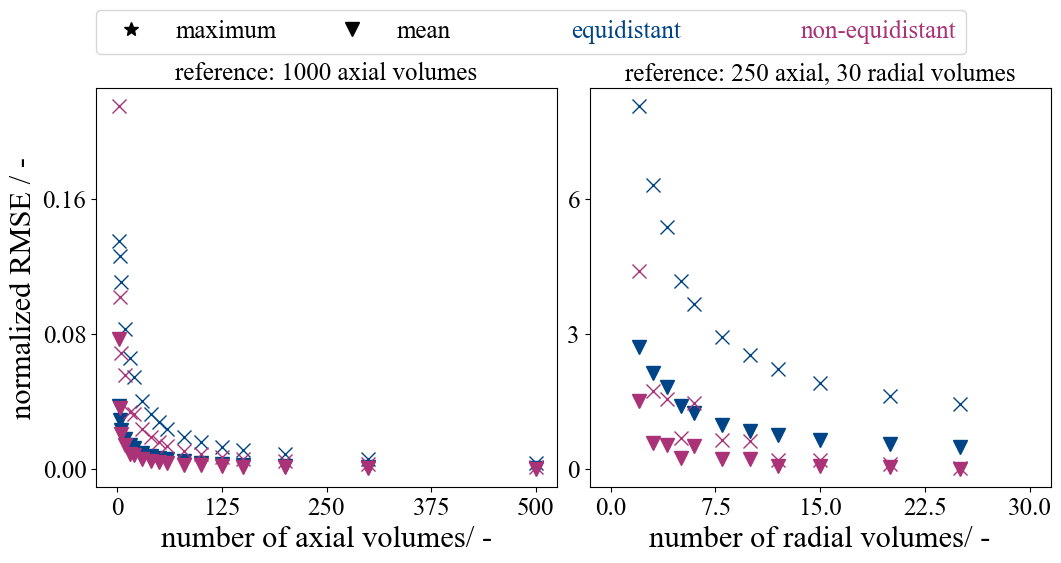 maximum mean equidistant non-equidistant
reference: 1000 axial volumes
reference: 250 axial, 30 radial volumes
normalized RMSE / -
0.16
0.08
0.00
0 125 250 375 500
number of axial volumes/ -
6
3
0
0.0 7.5 15.0 22.5 30.0
number of radial volumes/ -